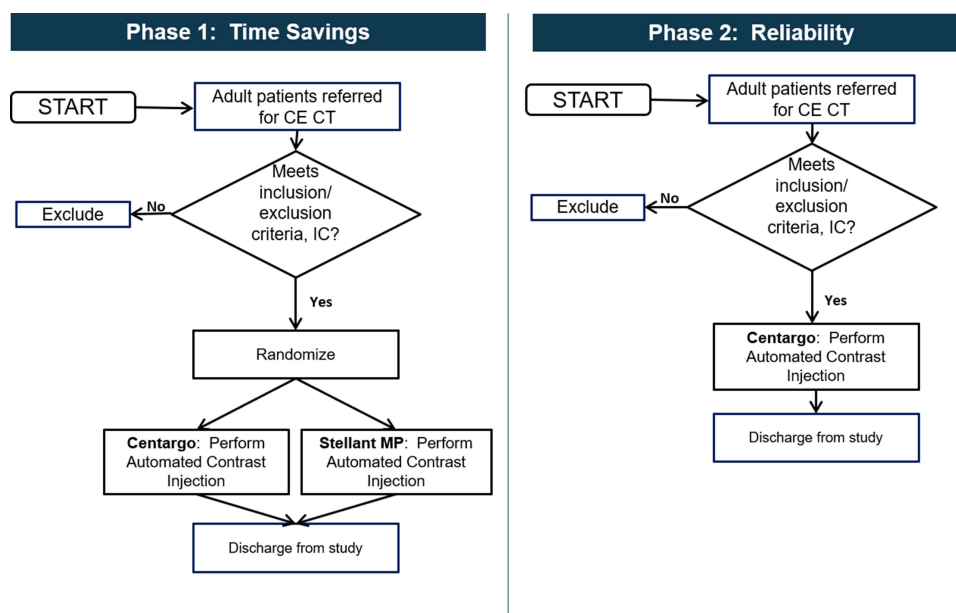 Phase 1:  Time Savings
START
Adult patients referred
for CE CT
Meets
inclusion/
exclusion
criteria, IC?
No
Exclude
Yes
Randomize
Centargo:  Perform
Automated Contrast
Injection
Stellant MP:  Perform
Automated Contrast
Injection
Discharge from study
Phase 2:  Reliability
START
Adult patients referred
for CE CT
Meets
inclusion/
exclusion
criteria, IC?
No
Exclude
Yes
Centargo:  Perform
Automated Contrast
Injection
Discharge from study